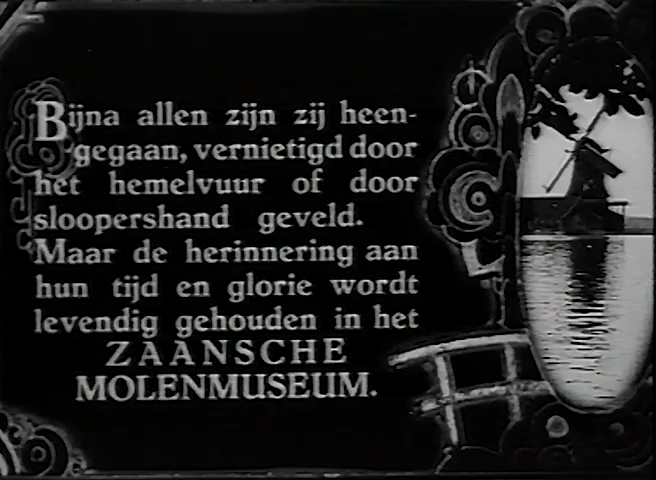 Bijna allen zijn zij heen-
gegaan, vernietigd door
het hemelvuur of door
sloopershand geveld.
Maar de herinnering aan
hun tijd en glorie wordt
levendig gehouden in het
ZAANSCHE
MOLENMUSEUM.